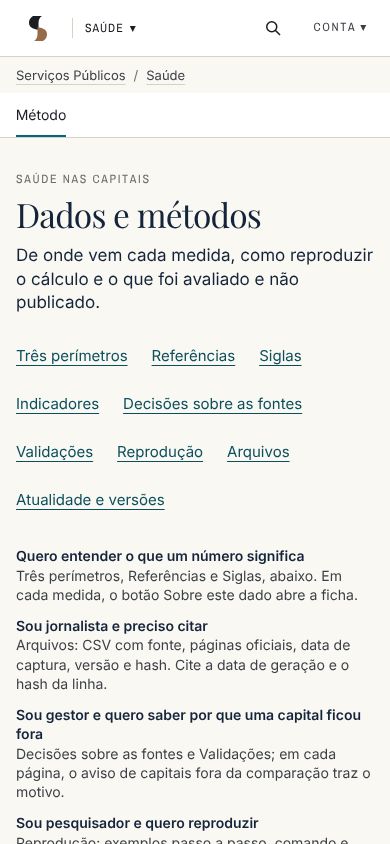 SAÚDE ▼
CONTA ▼
Serviços Públicos / Saúde
Método
SAÚDE NAS CAPITAIS
Dados e métodos
De onde vem cada medida, como reproduzir
o cálculo e o que foi avaliado e não
publicado.
Três perímetros Referências Siglas
Indicadores Decisões sobre as fontes
Validações Reprodução Arquivos
Atualidade e versões
Quero entender o que um número significa
Três perímetros, Referências e Siglas, abaixo. Em
cada medida, o botão Sobre este dado abre a ficha.
Sou jornalista e preciso citar
Arquivos: CSV com fonte, páginas oficiais, data de
captura, versão e hash. Cite a data de geração e o
hash da linha.
Sou gestor e quero saber por que uma capital ficou
fora
Decisões sobre as fontes e Validações; em cada
página, o aviso de capitais fora da comparação traz o
motivo.
Sou pesquisador e quero reproduzir
Reprodução: exemplos passo a passo, comando e